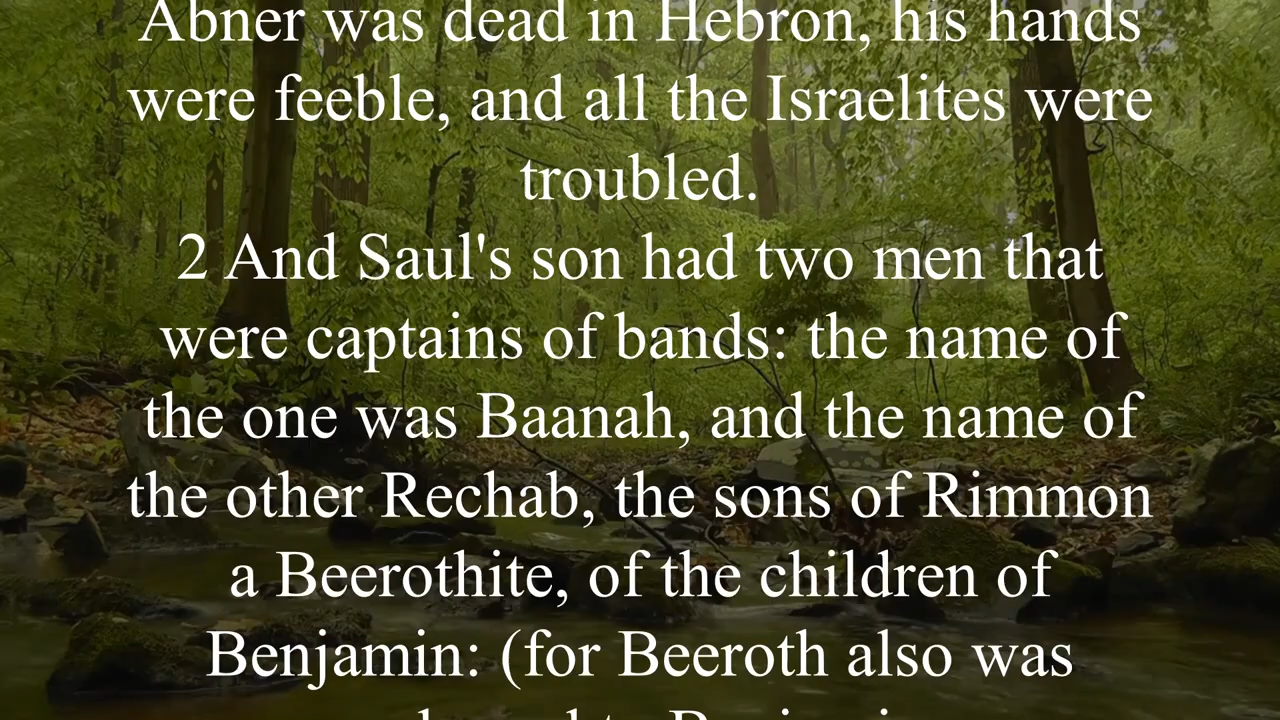 Abner was dead in Hebron, his hands
were feeble, and all the Israelites were
troubled.
2 And Saul's son had two men that
were captains of bands: the name of
the one was Baanah, and the name of
the other Rechab, the sons of Rimmon
a Beerothite, of the children of
Benjamin: (for Beeroth also was